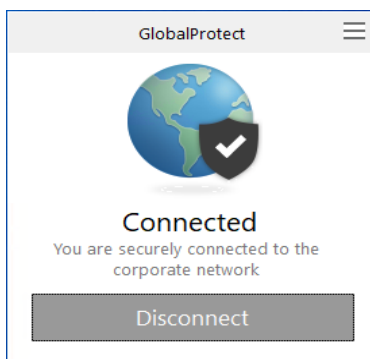 GlobalProtect
Connected
You are securely connected to the
corporate network
Disconnect